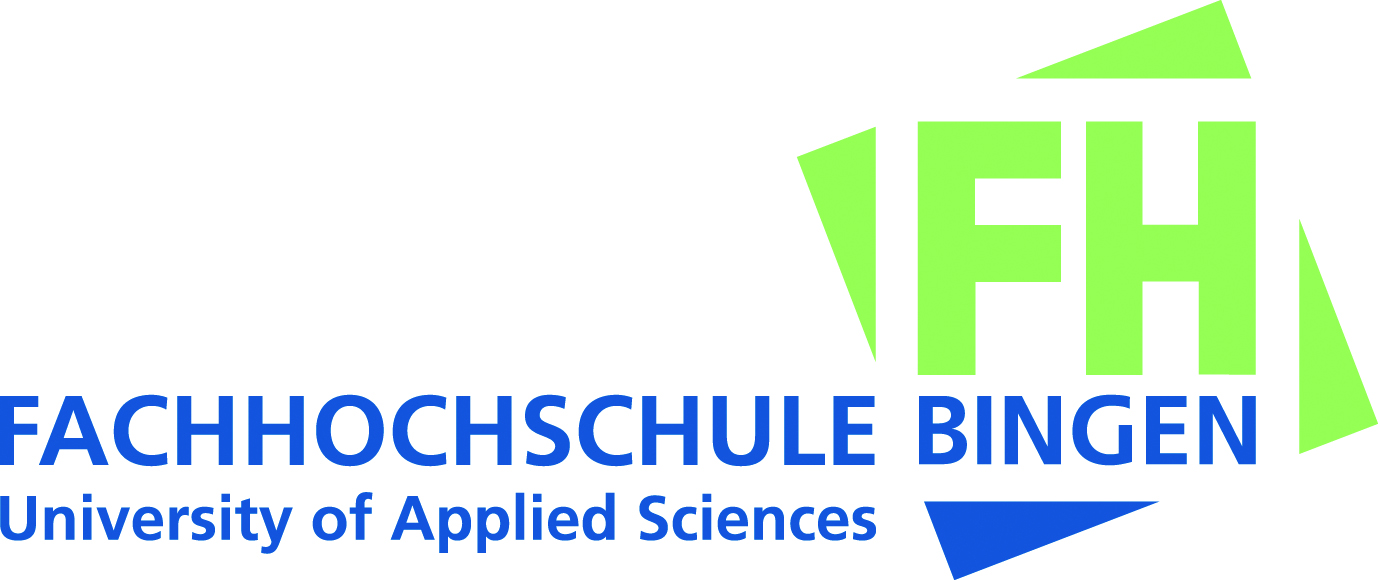 FH
FACHHOCHSCHULE BINGEN
University of Applied Sciences